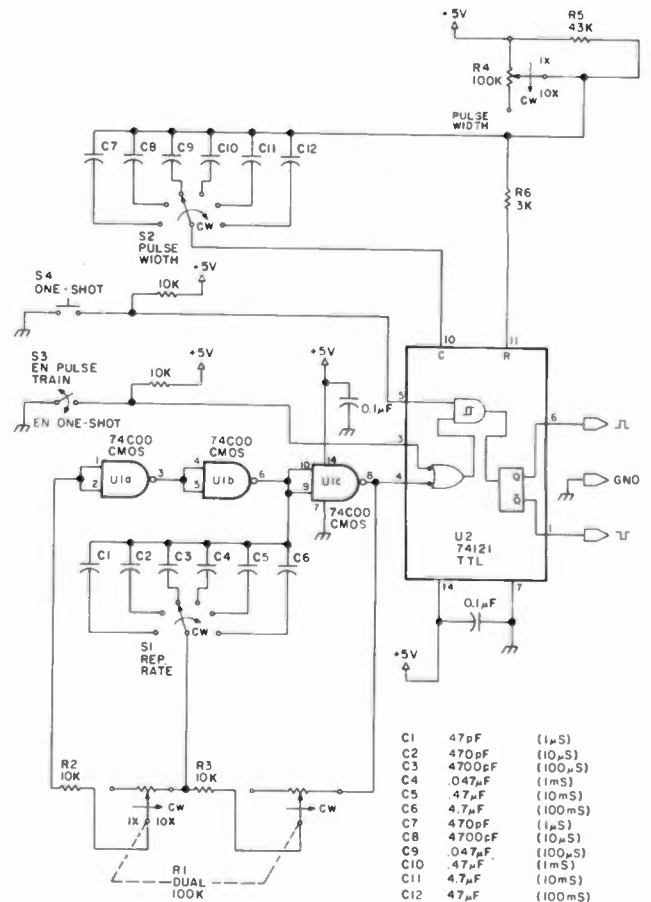 +5V
R5
43K
R4
100K
1X
10X
CW
PULSE
WIDTH
C7
C8
C9
C10
C11
C12
R6
3K
CW
S2
PULSE
WIDTH
+5V
S4
ONE-SHOT
10K
10
11
C
R
S3
EN PULSE
TRAIN
+5V
10K
+5V
0.1µF
EN ONE-SHOT
5
3
4
6
1
GND
74C00
CMOS
74C00
CMOS
1
2
U1a
3
4
5
U1b
6
10
9
14
U1c
8
7
74C00
CMOS
Q
Q̅
U2
74121
TTL
C1
C2
C3
C4
C5
C6
14
7
0.1µF
CW
S1
REP.
RATE
+5V
R2
10K
R3
10K
CW
CW
1X
10X
R1
DUAL
100K
C1 47pF (1µS)
C2 470pF (10µS)
C3 4700pF (100µS)
C4 .047µF (1mS)
C5 .47µF (10mS)
C6 4.7µF (100mS)
C7 470pF (1µS)
C8 4700pF (10µS)
C9 .047µF (100µS)
C10 .47µF (1mS)
C11 4.7µF (10mS)
C12 47µF (100mS)